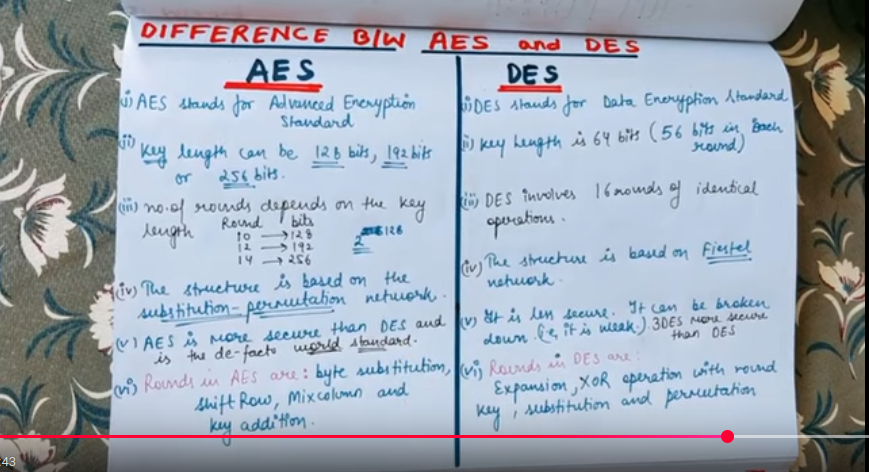 DIFFERENCE B/W AES and DES
AES
(i) AES stands for Advanced Encryption
Standard
(ii) Key length can be 128 bits, 192 bits
or 256 bits.
(iii) no. of rounds depends on the key
length
Round bits
10 → 128
12 → 192
14 → 256
2 128
(iv) The structure is based on the
substitution-permutation network.
(v) AES is more secure than DES and
is the de-facto world standard.
(vi) Rounds in AES are: byte substitution,
Shift Row, Mix column and
key addition.
DES
(i) DES stands for Data Encryption Standard
(ii) Key Length is 64 bits (56 bits in each
round)
(iii) DES involves 16 rounds of identical
operations.
(iv) The structure is based on Fiestel
network.
(v) It is less secure. It can be broken
down. (i.e, it is weak.) 3DES more secure
than DES
(vi) Rounds in DES are:
Expansion, XOR operation with round
key, substitution and permutation
:43